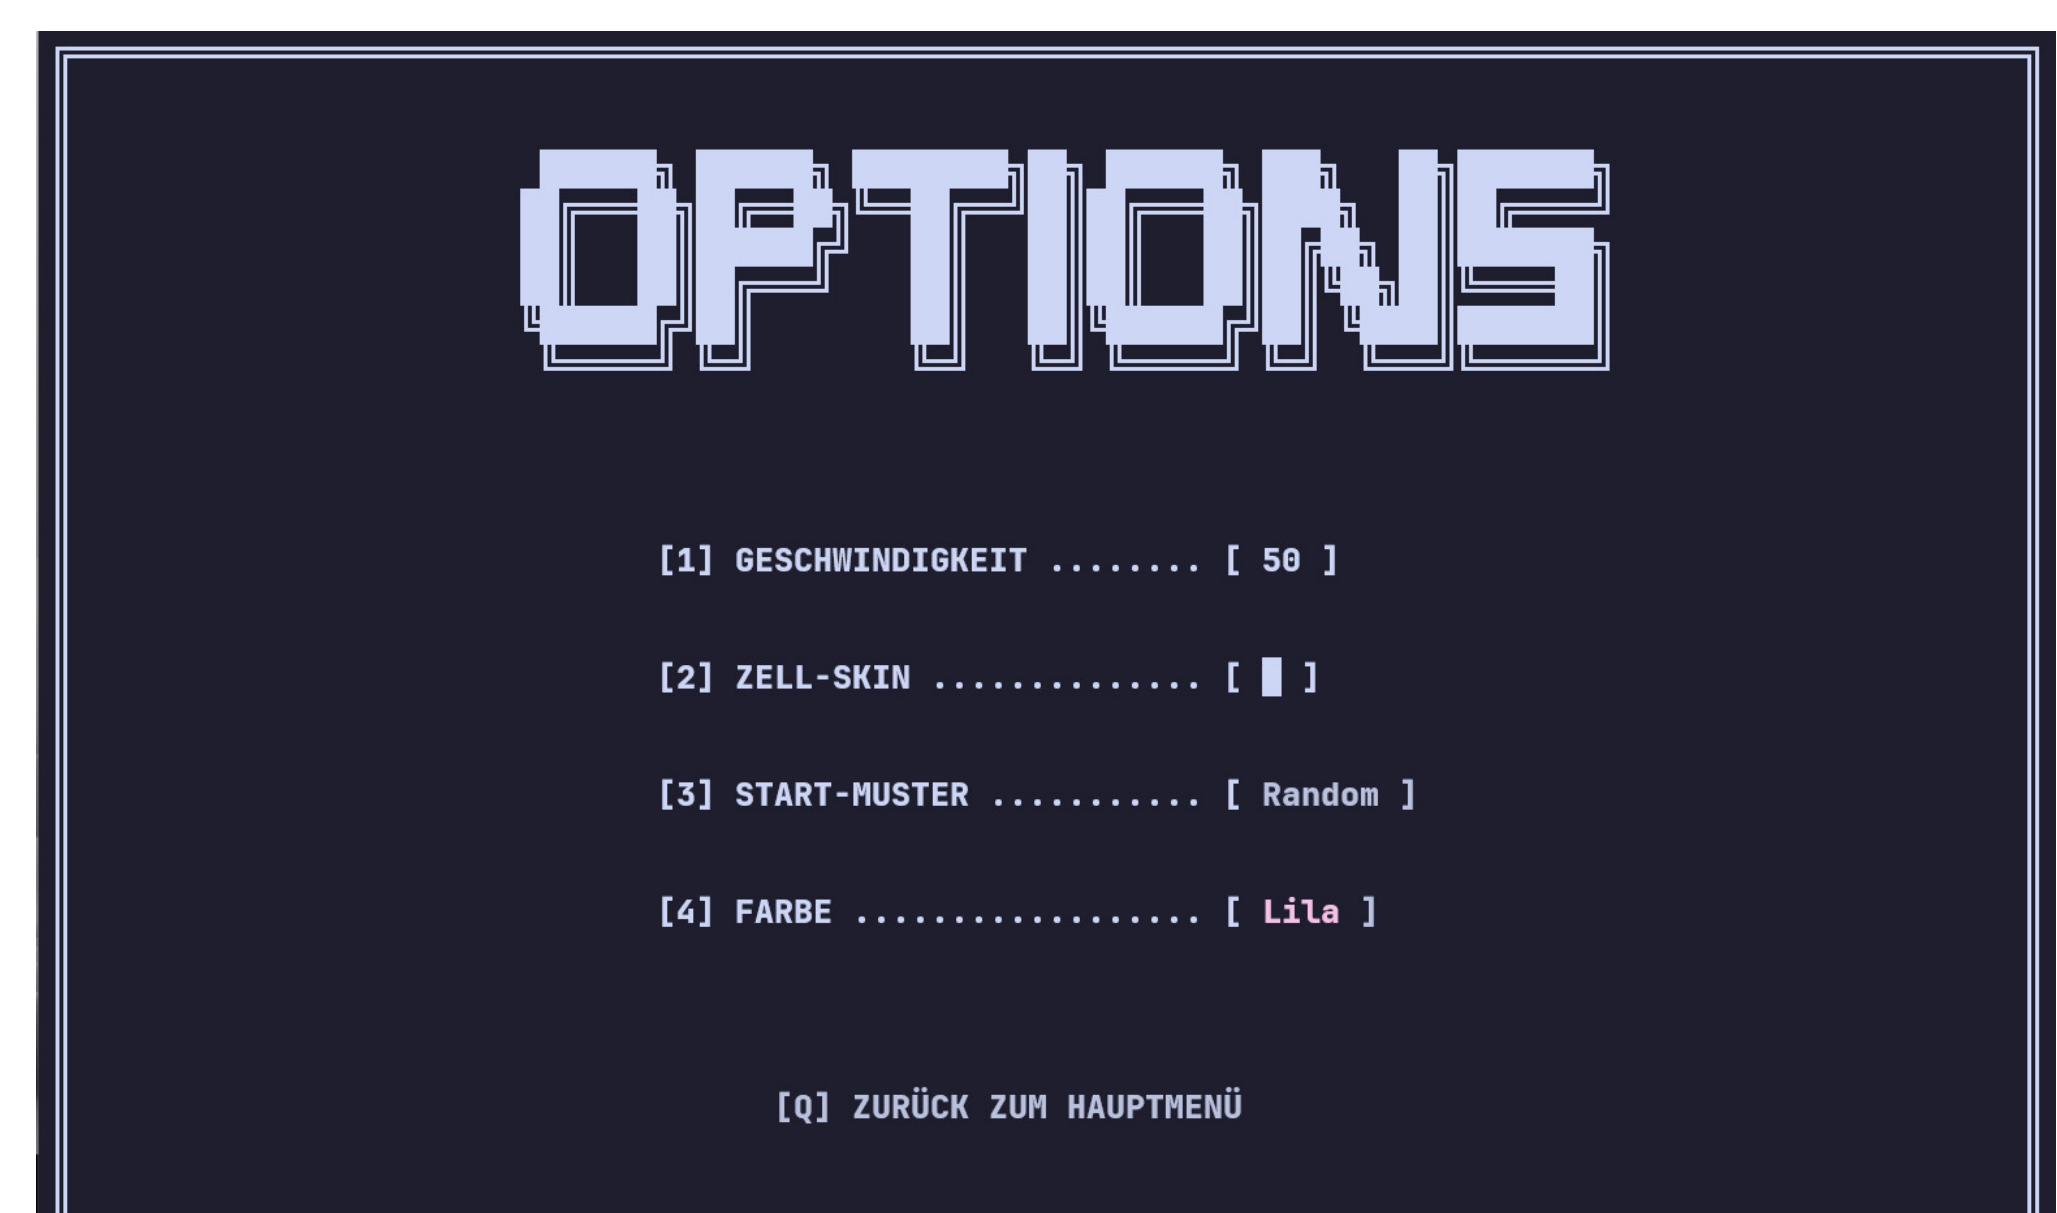 OPTIONS
[1] GESCHWINDIGKEIT ........ [ 50 ]
[2] ZELL-SKIN .............. [ █ ]
[3] START-MUSTER ........... [ Random ]
[4] FARBE .................. [ Lila ]
[Q] ZURÜCK ZUM HAUPTMENÜ